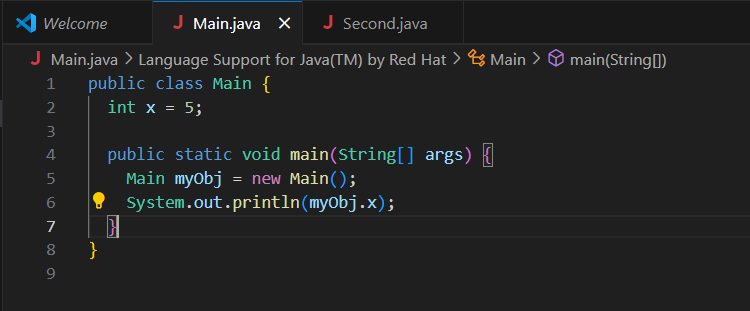 Welcome Main.java Second.java
Main.java > Language Support for Java(TM) by Red Hat > Main > main(String[])
1 public class Main {
2   int x = 5;
3
4   public static void main(String[] args) {
5     Main myObj = new Main();
6     System.out.println(myObj.x);
7   }
8 }
9